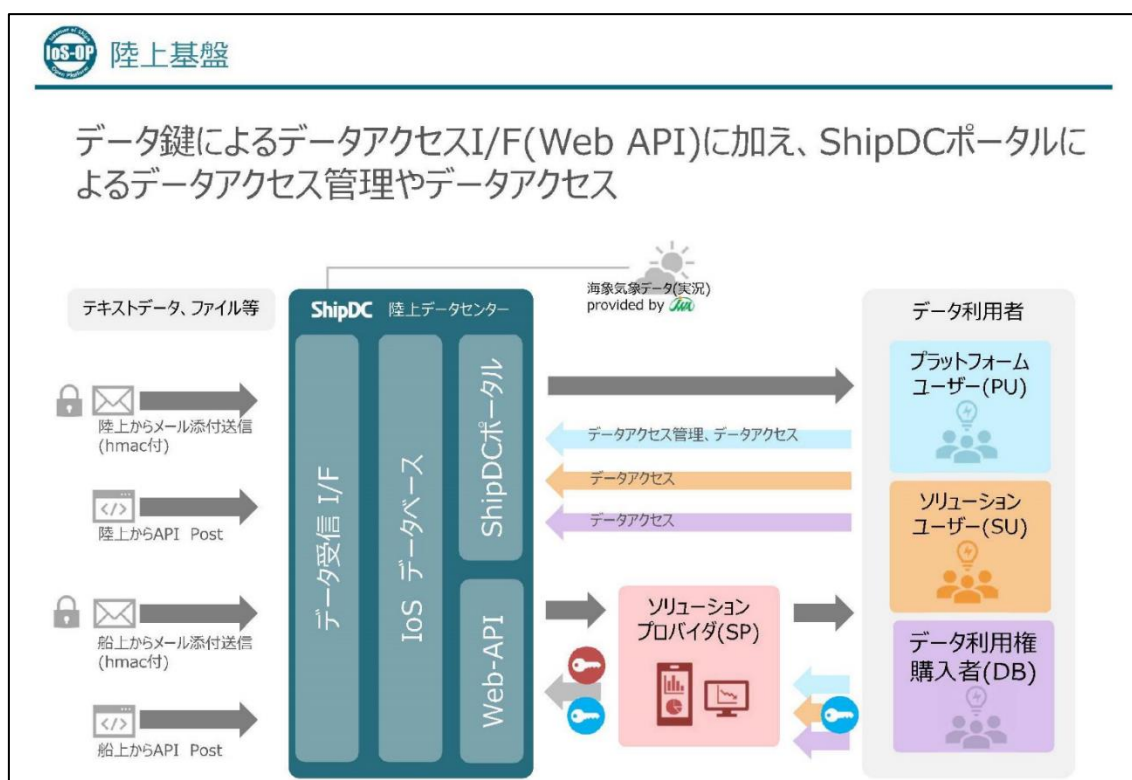 IoS-OP
陸上基盤
データ鍵によるデータアクセスI/F(Web API)に加え、ShipDCポータルに
よるデータアクセス管理やデータアクセス
海象気象データ(実況)
provided by
テキストデータ、ファイル等
ShipDC 陸上データセンター
データ利用者
陸上からメール添付送信
(hmac付)
</>
陸上からAPI Post
船上からメール添付送信
(hmac付)
</>
船上からAPI Post
データ受信 I/F
IoS データベース
ShipDCポータル
Web-API
データアクセス管理、データアクセス
データアクセス
データアクセス
ソリューション
プロバイダ(SP)
プラットフォーム
ユーザー(PU)
ソリューション
ユーザー(SU)
データ利用権
購入者(DB)